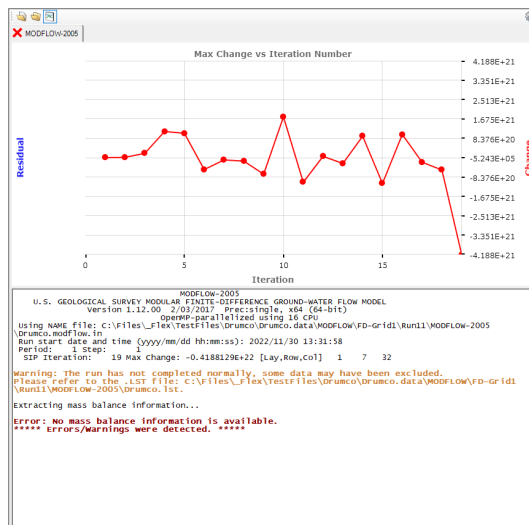 MODFLOW-2005
Max Change vs Iteration Number
4.188E+21
3.351E+21
2.513E+21
1.675E+21
8.376E+20
-5.243E+05
-8.376E+20
-1.675E+21
-2.513E+21
-3.351E+21
-4.188E+21
Residual
Change
0 5 10 15
Iteration
MODFLOW-2005
U.S. GEOLOGICAL SURVEY MODULAR FINITE-DIFFERENCE GROUND-WATER FLOW MODEL
Version 1.12.00 2/03/2017 Prec:single, x64 (64-bit)
OpenMP-parallelized using 16 CPU
Using NAME file: C:\Files\_Flex\TestFiles\Drumco\Drumco.data\MODFLOW\FD-Grid1\Run11\MODFLOW-2005
\Drumco.modflow.in
Run start date and time (yyyy/mm/dd hh:mm:ss): 2022/11/30 13:31:58
Period: 1 Step: 1
SIP Iteration: 19 Max Change: -0.4188129E+22 [Lay,Row,Col] 1 7 32
Warning: The run has not completed normally, some data may have been excluded.
Please refer to the .LST file: C:\Files\_Flex\TestFiles\Drumco\Drumco.data\MODFLOW\FD-Grid1
\Run11\MODFLOW-2005\Drumco.lst.
Extracting mass balance information...
Error: No mass balance information is available.
***** Errors/Warnings were detected. *****